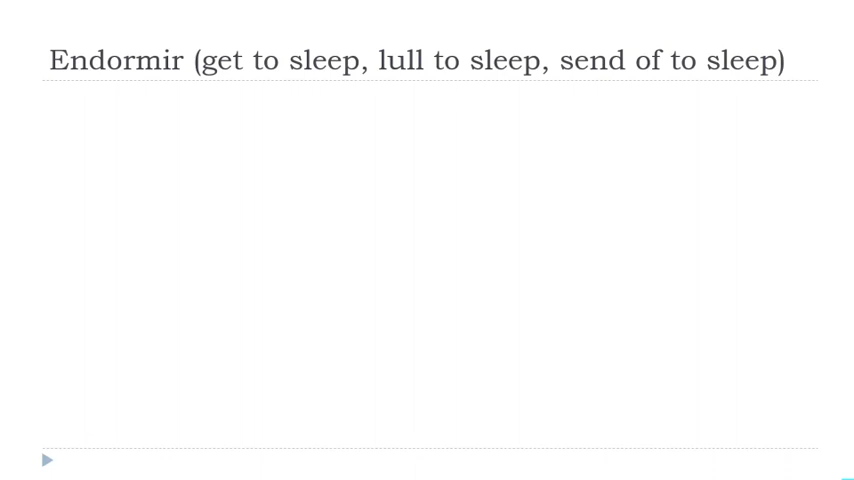 Endormir (get to sleep, lull to sleep, send of to sleep)